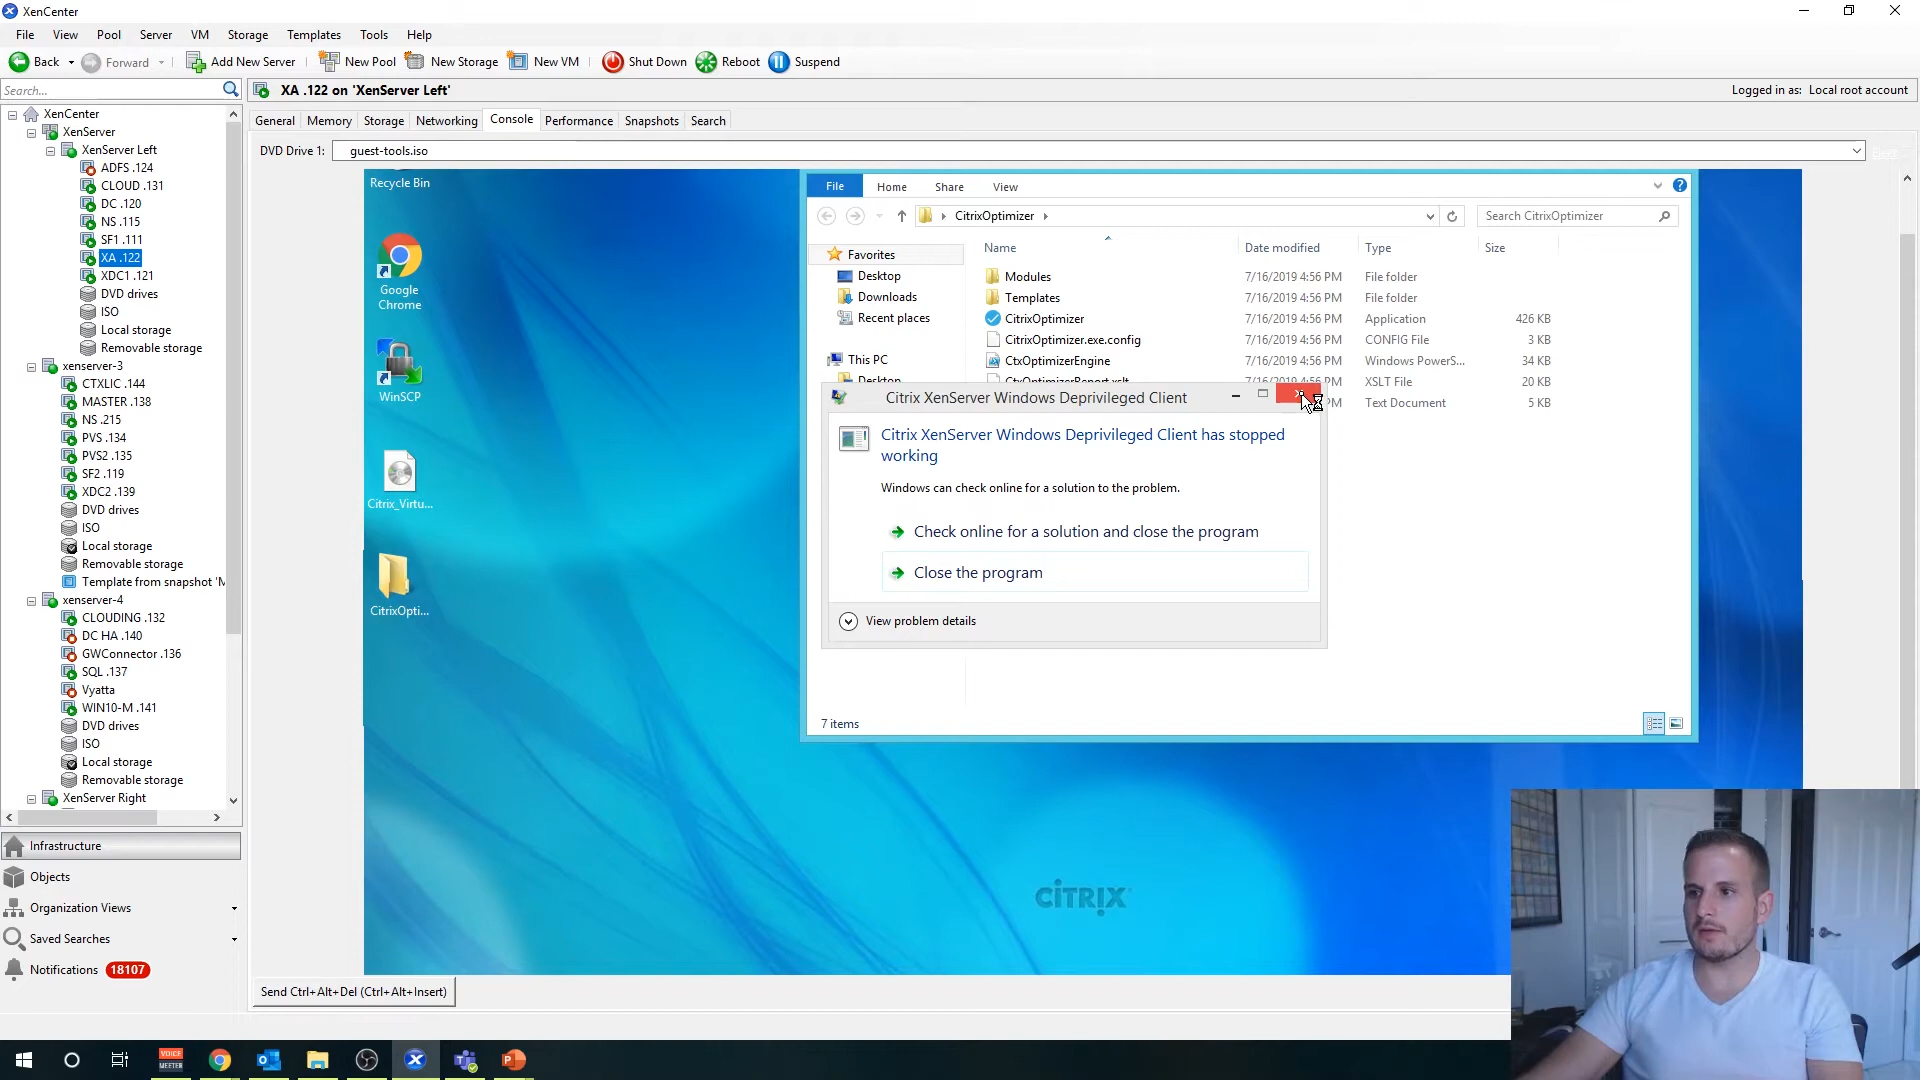 XenCenter
File View Pool Server VM Storage Templates Tools Help
Back Forward Add New Server New Pool New Storage New VM Shut Down Reboot Suspend
Search...
XA .122 on 'XenServer Left'
Logged in as: Local root account
General Memory Storage Networking Console Performance Snapshots Search
DVD Drive 1: guest-tools.iso
XenCenter
XenServer
XenServer Left
ADFS .124
CLOUD .131
DC .120
NS .115
SF1 .111
XA .122
XDC1 .121
DVD drives
ISO
Local storage
Removable storage
xenserver-3
CTXLIC .144
MASTER .138
NS .215
PVS .134
PVS2 .135
SF2 .119
XDC2 .139
DVD drives
ISO
Local storage
Removable storage
Template from snapshot 'M
xenserver-4
CLOUDING .132
DC HA .140
GWConnector .136
SQL .137
Vyatta
WIN10-M .141
DVD drives
ISO
Local storage
Removable storage
XenServer Right
Infrastructure
Objects
Organization Views
Saved Searches
Notifications 18107
Recycle Bin
Google
Chrome
WinSCP
Citrix_Virtu...
CitrixOpti...
File Home Share View
CitrixOptimizer
Search CitrixOptimizer
Name Date modified Type Size
Favorites
Desktop
Downloads
Recent places
This PC
Desktop
Modules 7/16/2019 4:56 PM File folder
Templates 7/16/2019 4:56 PM File folder
CitrixOptimizer 7/16/2019 4:56 PM Application 426 KB
CitrixOptimizer.exe.config 7/16/2019 4:56 PM CONFIG File 3 KB
CtxOptimizerEngine 7/16/2019 4:56 PM Windows PowerS... 34 KB
CtxOptimizerReport.xslt 7/16/2019 4:56 PM XSLT File 20 KB
Text Document 5 KB
Citrix XenServer Windows Deprivileged Client
Citrix XenServer Windows Deprivileged Client has stopped
working
Windows can check online for a solution to the problem.
Check online for a solution and close the program
Close the program
View problem details
7 items
CITRIX
Send Ctrl+Alt+Del (Ctrl+Alt+Insert)
VOICE
MEETER